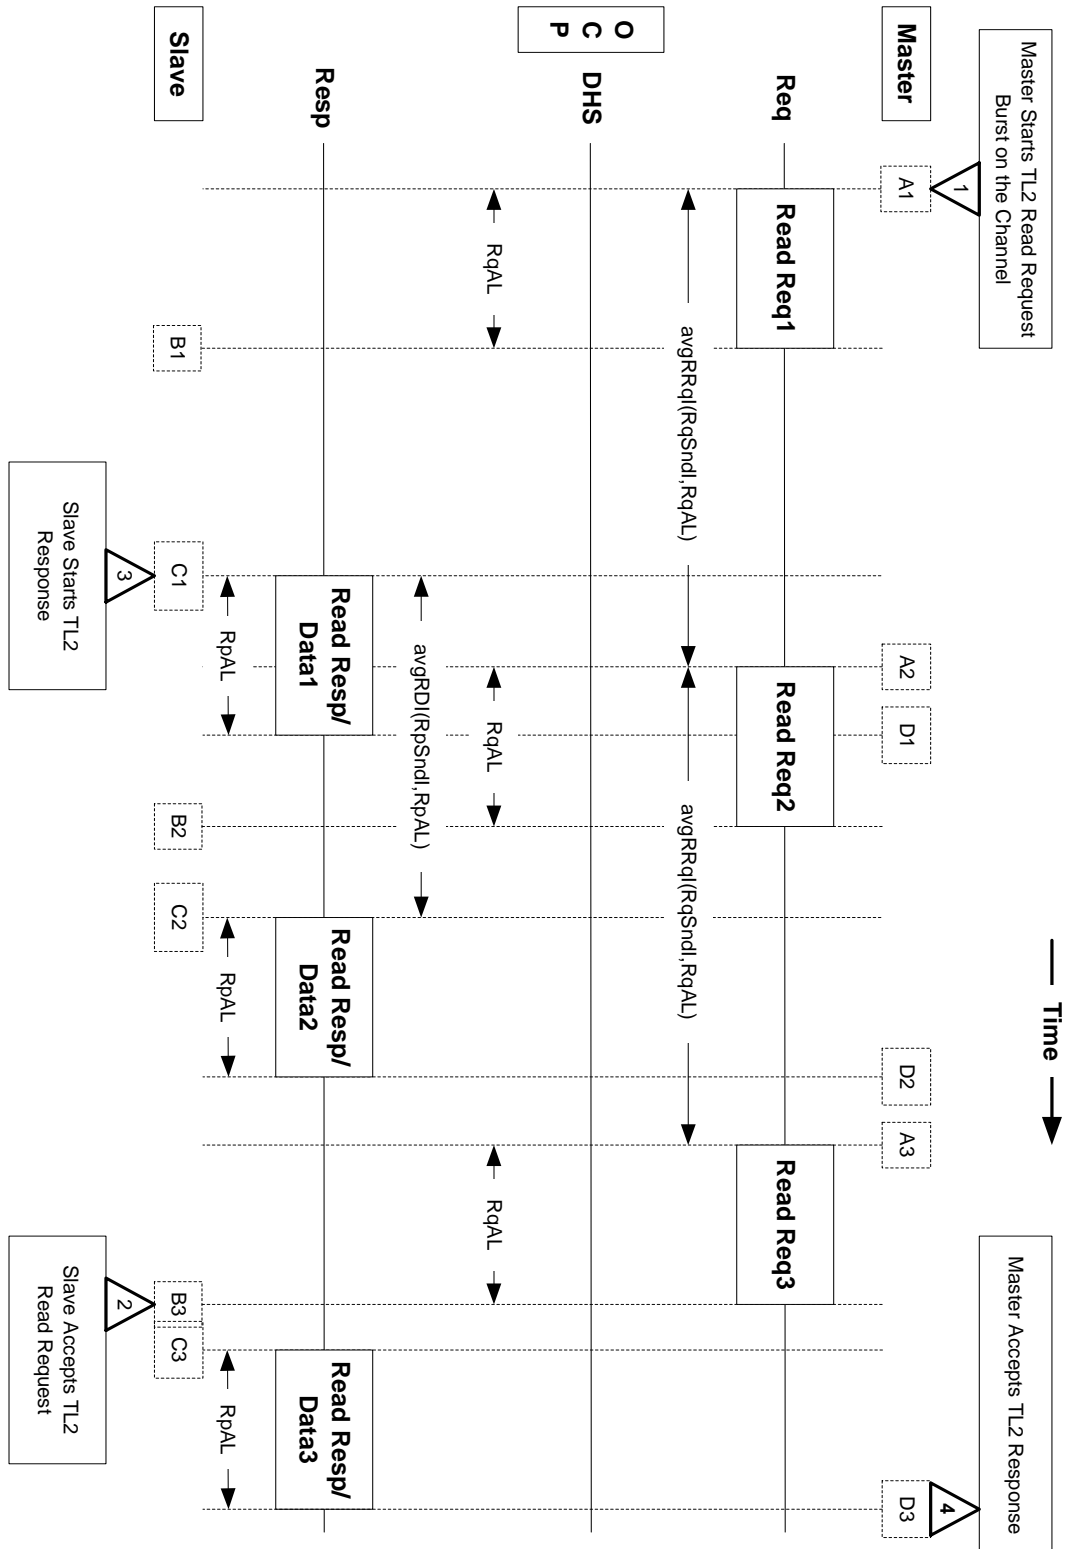 Time
Master Starts TL2 Read Request
Burst on the Channel
Master Accepts TL2 Response
1
4
Master
A1
A2
D1
D2
A3
D3
Req
Read Req1
Read Req2
Read Req3
avgRRqI(RqSndI,RqAL)
avgRRqI(RqSndI,RqAL)
O
C
P
DHS
RqAL
RqAL
RqAL
avgRDI(RpSndI,RpAL)
Resp
Read Resp/
Data1
Read Resp/
Data2
Read Resp/
Data3
RpAL
RpAL
RpAL
Slave
B1
C1
B2
C2
B3
C3
3
2
Slave Starts TL2
Response
Slave Accepts TL2
Read Request